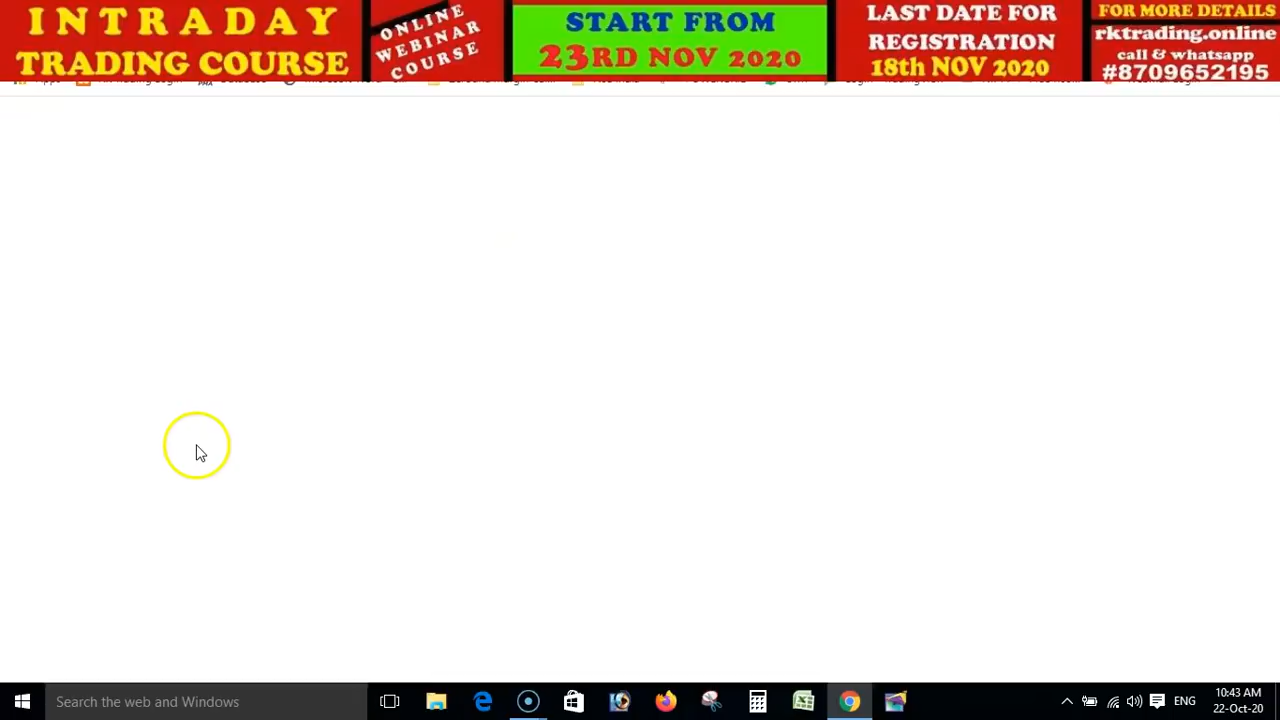 INTRADAY
TRADING COURSE
ONLINE
WEBINAR
COURSE
START FROM
23RD NOV 2020
LAST DATE FOR
REGISTRATION
18th NOV 2020
FOR MORE DETAILS
rktrading.online
call & whatsapp
#8709652195
Search the web and Windows
ENG
10:43 AM
22-Oct-20